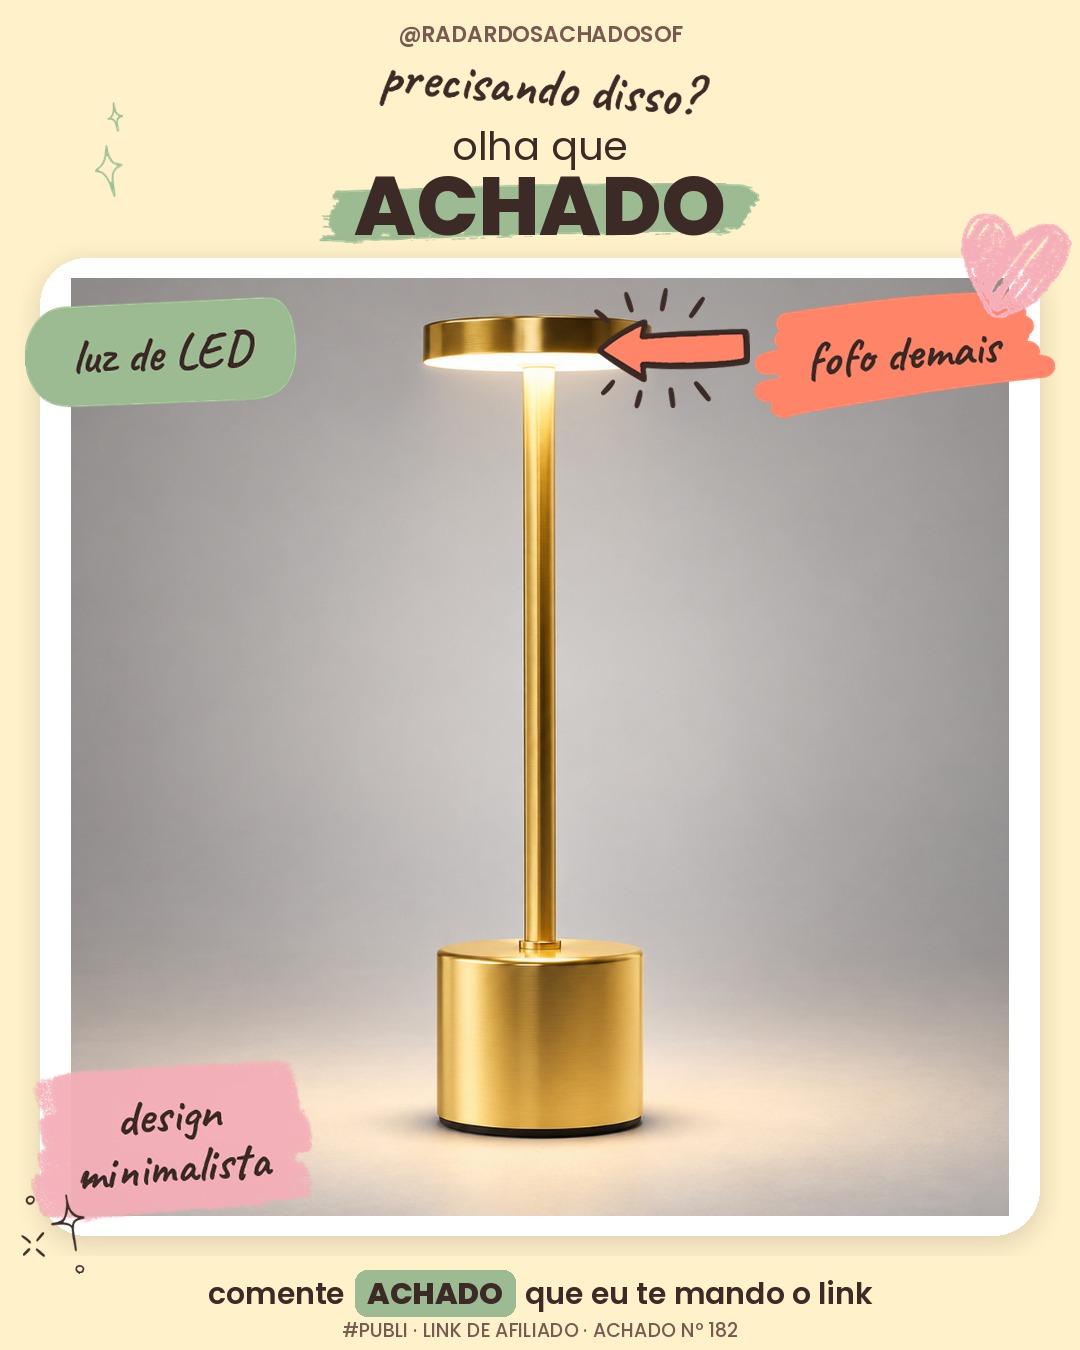 @RADARDOSACHADOSOF
precisando disso?
olha que
ACHADO
luz de LED
fofo demais
design
minimalista
comente ACHADO que eu te mando o link
#PUBLI · LINK DE AFILIADO · ACHADO Nº 182